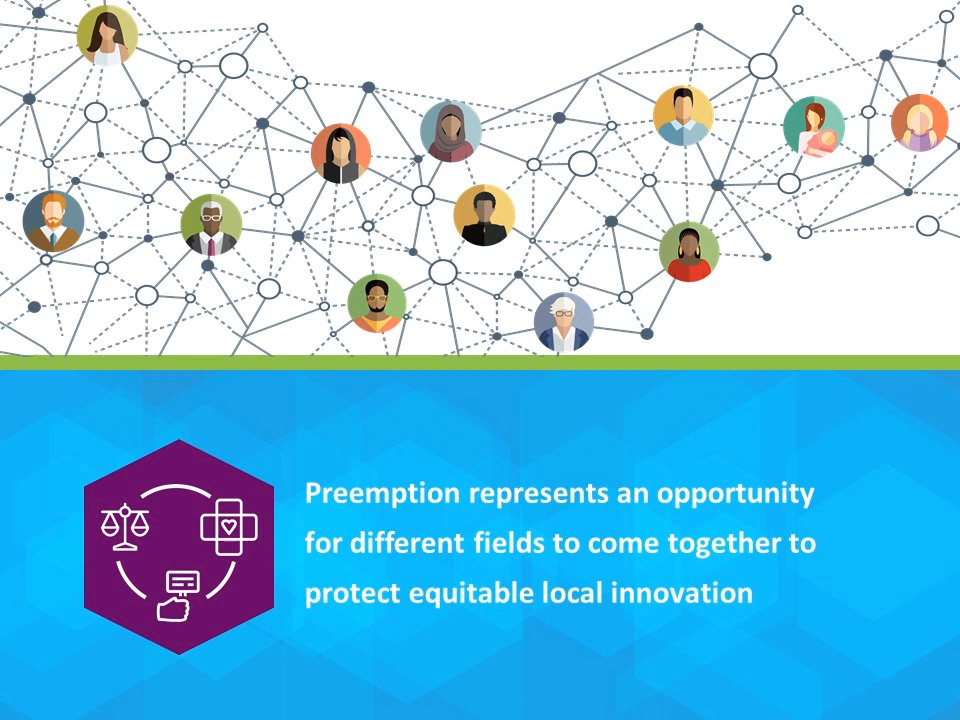 Preemption represents an opportunity
for different fields to come together to
protect equitable local innovation